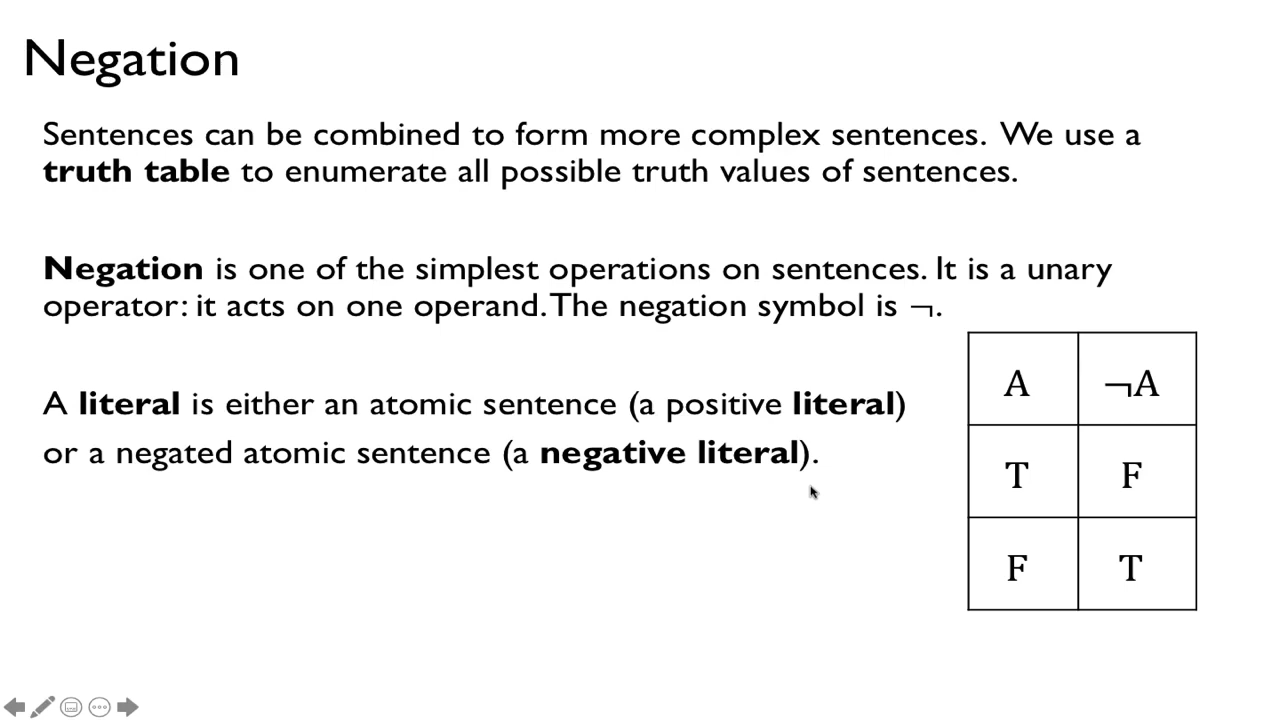 Negation
Sentences can be combined to form more complex sentences. We use a
truth table to enumerate all possible truth values of sentences.
Negation is one of the simplest operations on sentences. It is a unary
operator: it acts on one operand. The negation symbol is ¬.
A literal is either an atomic sentence (a positive literal)
or a negated atomic sentence (a negative literal).
A ¬A
T F
F T